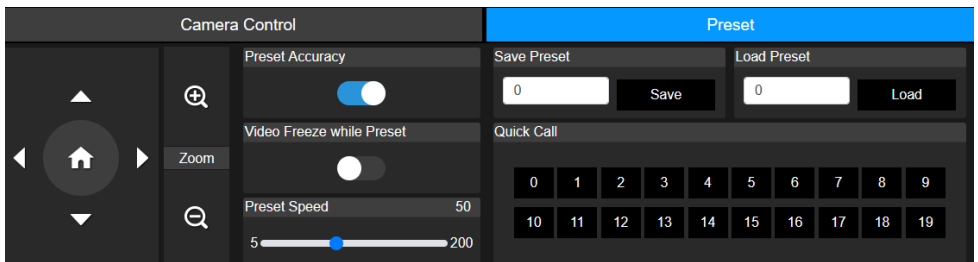 Camera Control
Preset
Zoom
Preset Accuracy
Video Freeze while Preset
Preset Speed 50
5 200
Save Preset
0 Save
Load Preset
0 Load
Quick Call
0 1 2 3 4 5 6 7 8 9
10 11 12 13 14 15 16 17 18 19